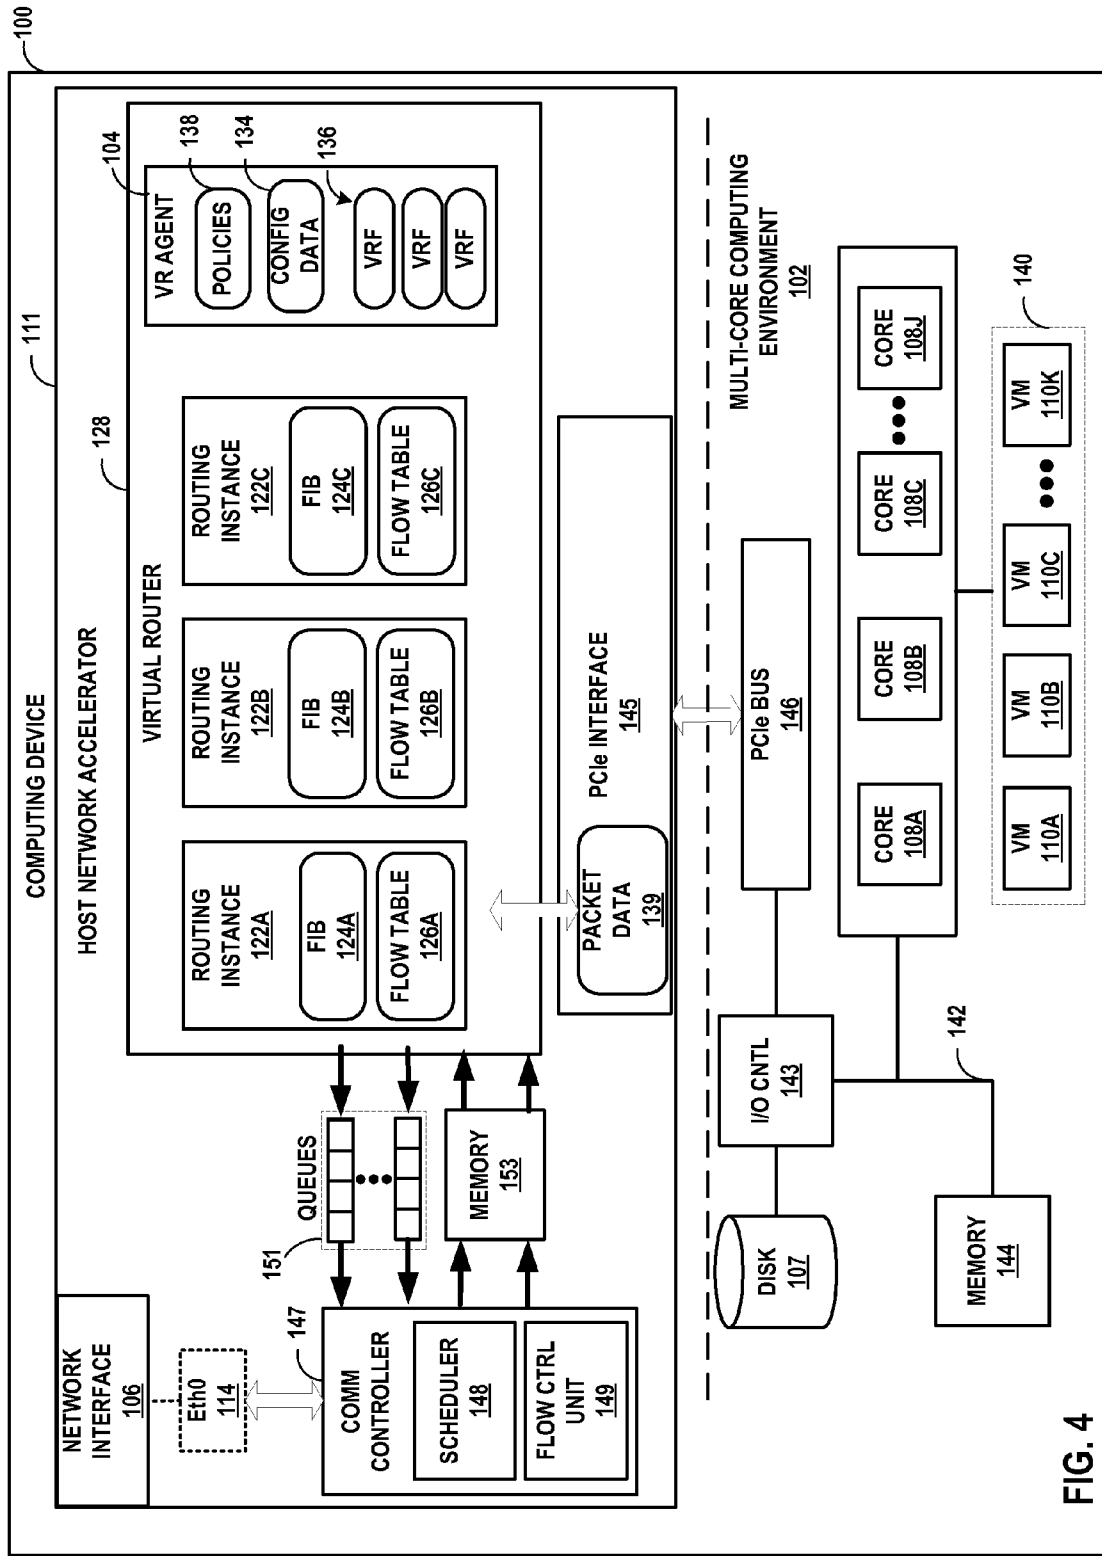 100
COMPUTING DEVICE
111
HOST NETWORK ACCELERATOR
128
NETWORK
INTERFACE
106
Eth0
114
147
COMM
CONTROLLER
SCHEDULER
148
FLOW CTRL
UNIT
149
151
QUEUES
MEMORY
153
VIRTUAL ROUTER
ROUTING
INSTANCE
122A
FIB
124A
FLOW TABLE
126A
ROUTING
INSTANCE
122B
FIB
124B
FLOW TABLE
126B
ROUTING
INSTANCE
122C
FIB
124C
FLOW TABLE
126C
104
VR AGENT
138
POLICIES
134
CONFIG
DATA
136
VRF
VRF
VRF
PACKET
DATA
139
PCIe INTERFACE
145
MULTI-CORE COMPUTING
ENVIRONMENT
102
PCIe BUS
146
I/O CNTL
143
DISK
107
142
MEMORY
144
CORE
108A
CORE
108B
CORE
108C
CORE
108J
140
VM
110A
VM
110B
VM
110C
VM
110K
FIG. 4